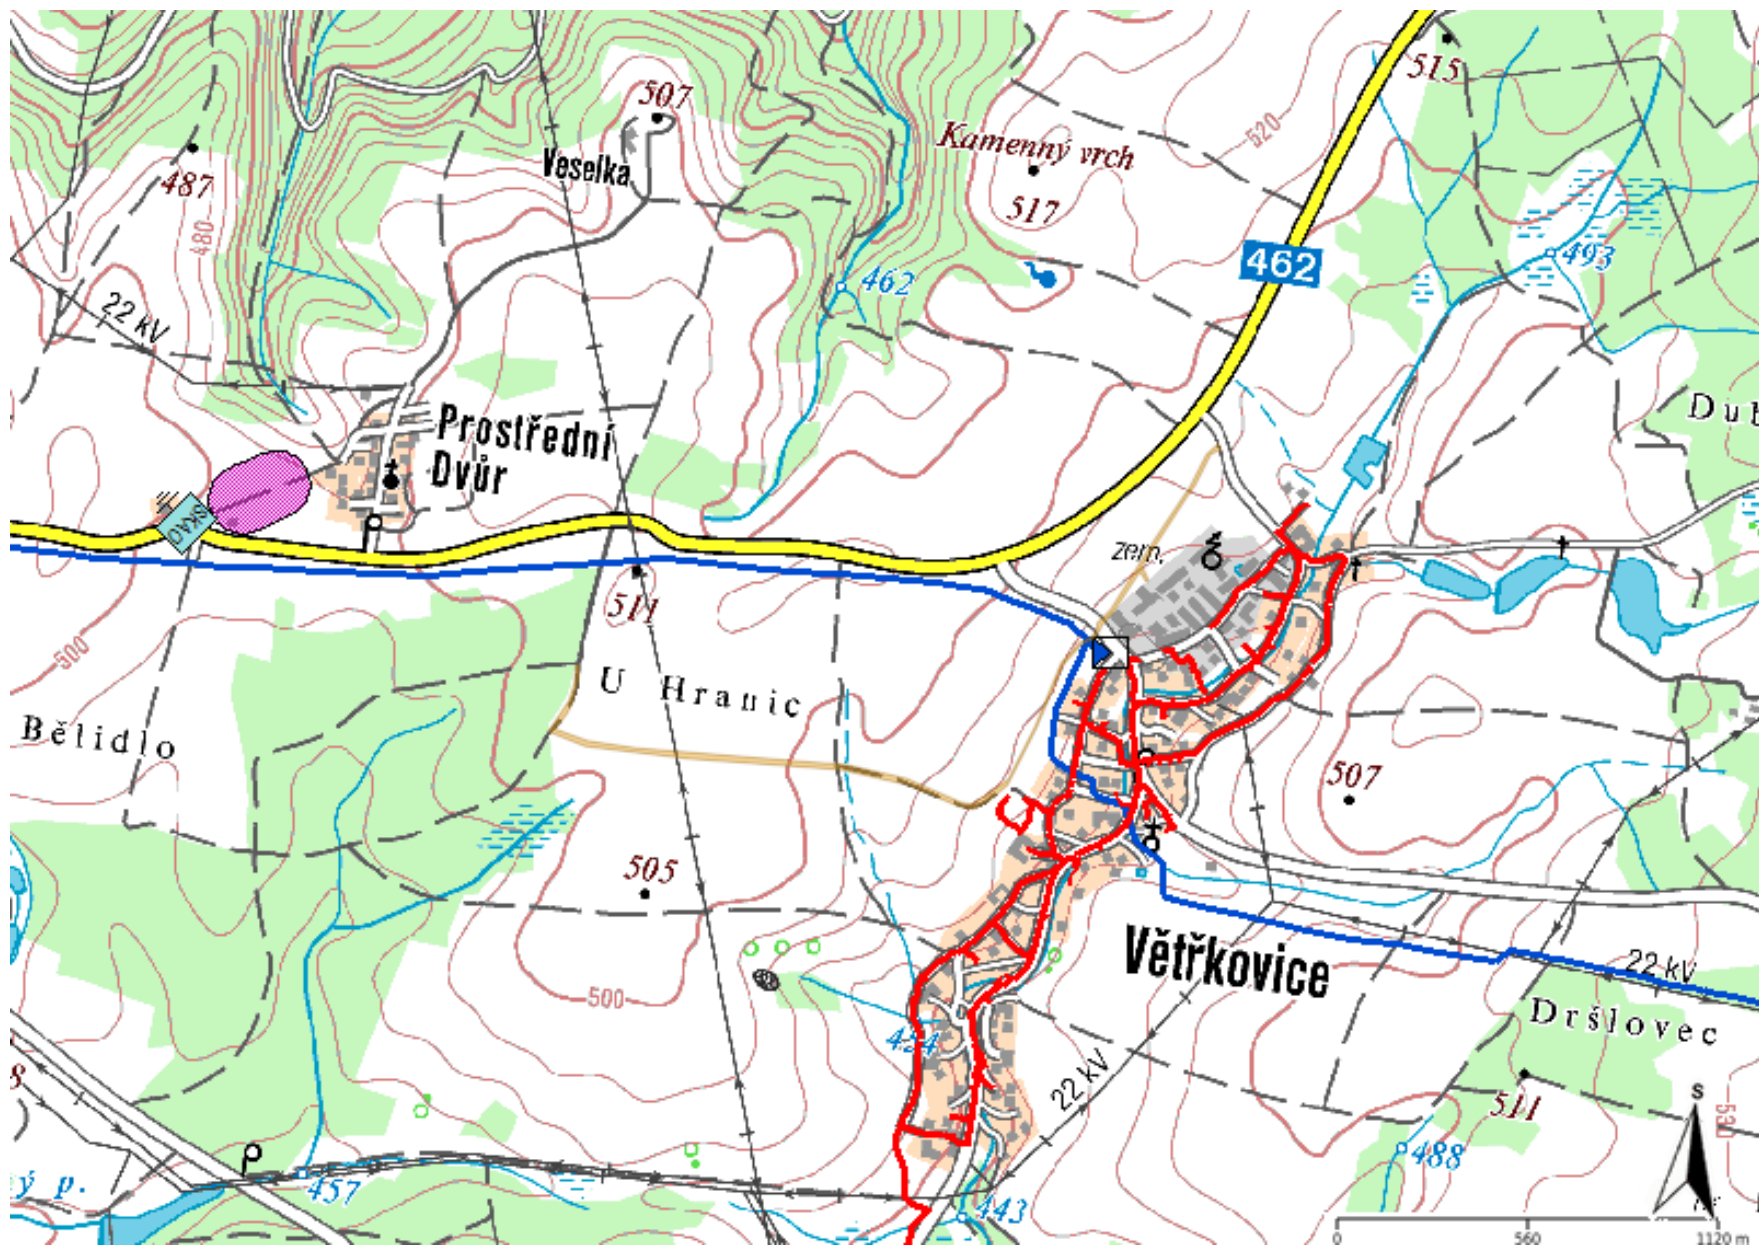 515
507
Veselka
Kamenný vrch
520
487
517
480
462
493
462
22 kV
Prostřední
Dvůr
Dub
SKAO
zem.
511
500
U Hranic
Bělidlo
507
505
Větřkovice
22 kV
500
Dršlovec
454
22 kV
8
511
S
530
488
ý p.
457
443
0
560
1120 m